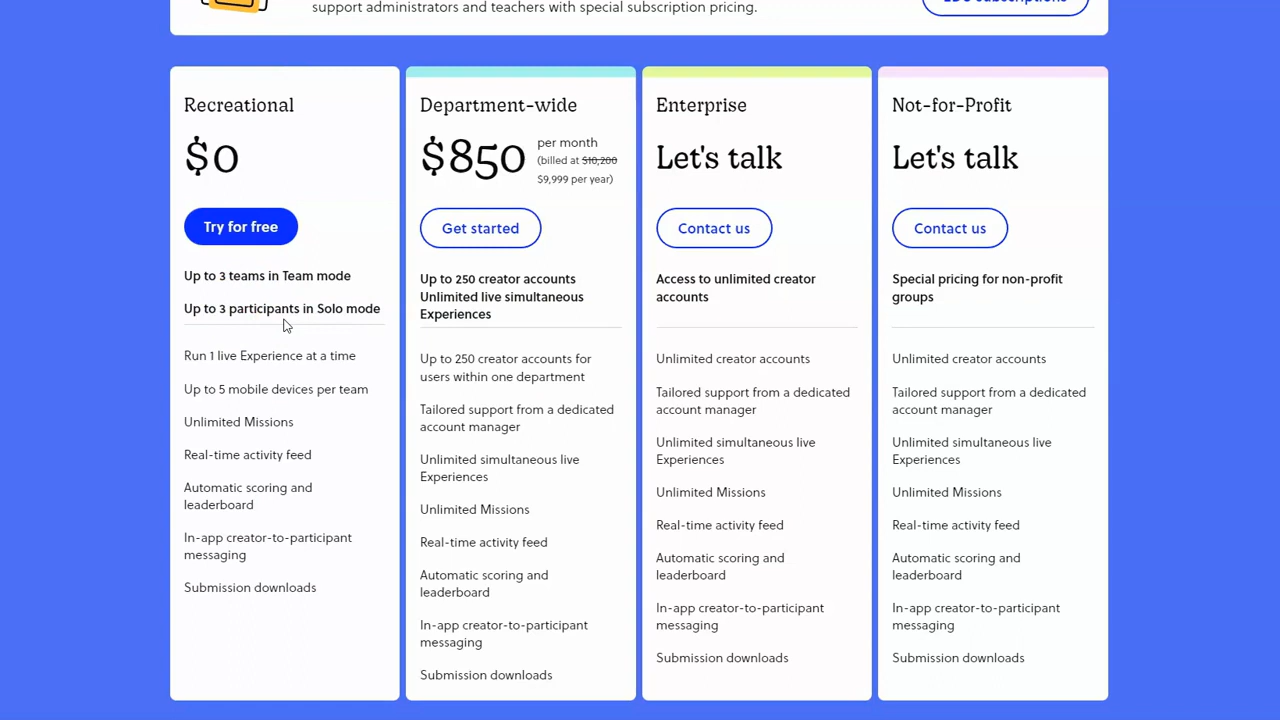 support administrators and teachers with special subscription pricing.
EDU subscriptions
Recreational
$0
Try for free
Up to 3 teams in Team mode
Up to 3 participants in Solo mode
Run 1 live Experience at a time
Up to 5 mobile devices per team
Unlimited Missions
Real-time activity feed
Automatic scoring and
leaderboard
In-app creator-to-participant
messaging
Submission downloads
Department-wide
$850
per month
(billed at $10,200
$9,999 per year)
Get started
Up to 250 creator accounts
Unlimited live simultaneous
Experiences
Up to 250 creator accounts for
users within one department
Tailored support from a dedicated
account manager
Unlimited simultaneous live
Experiences
Unlimited Missions
Real-time activity feed
Automatic scoring and
leaderboard
In-app creator-to-participant
messaging
Submission downloads
Enterprise
Let's talk
Contact us
Access to unlimited creator
accounts
Unlimited creator accounts
Tailored support from a dedicated
account manager
Unlimited simultaneous live
Experiences
Unlimited Missions
Real-time activity feed
Automatic scoring and
leaderboard
In-app creator-to-participant
messaging
Submission downloads
Not-for-Profit
Let's talk
Contact us
Special pricing for non-profit
groups
Unlimited creator accounts
Tailored support from a dedicated
account manager
Unlimited simultaneous live
Experiences
Unlimited Missions
Real-time activity feed
Automatic scoring and
leaderboard
In-app creator-to-participant
messaging
Submission downloads